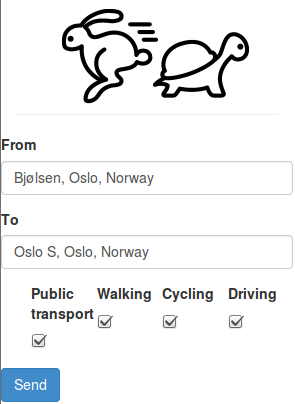 From
Bjølsen, Oslo, Norway
To
Oslo S, Oslo, Norway
Public Walking Cycling Driving
transport
Send